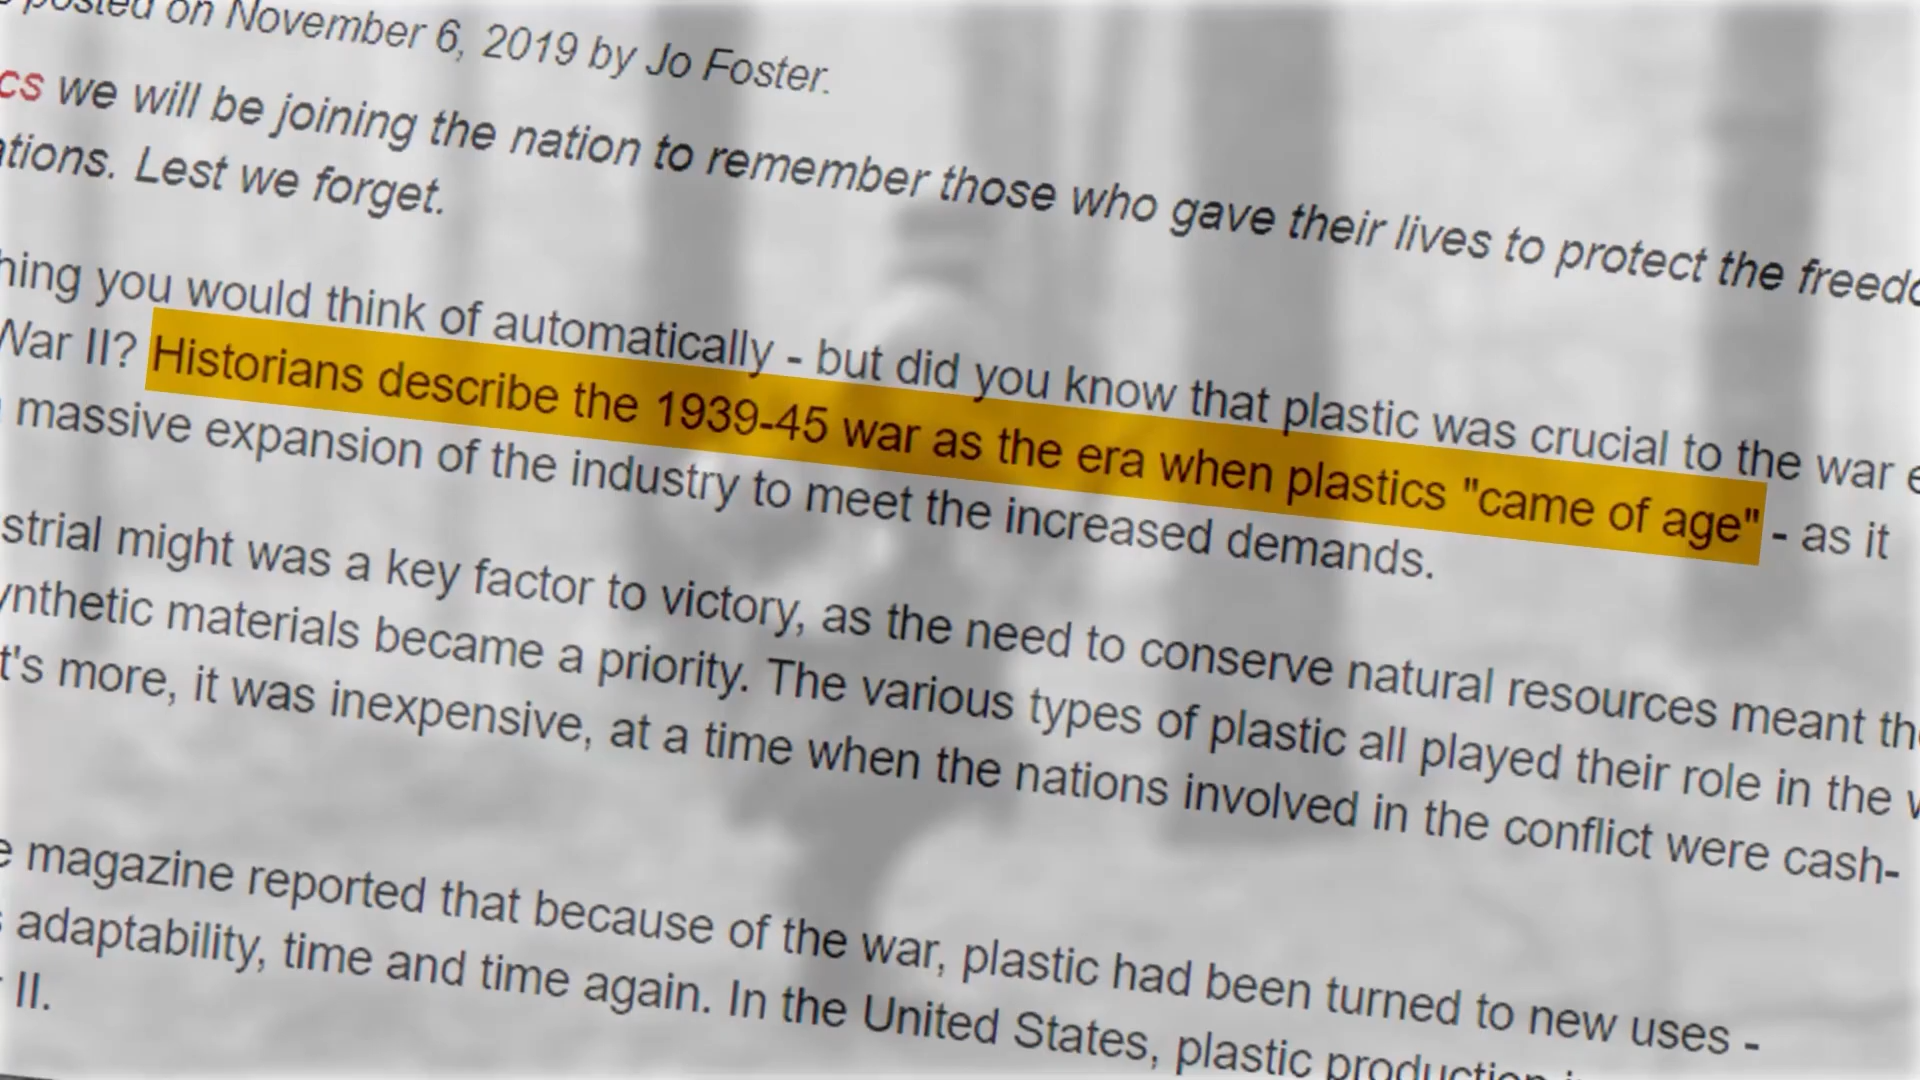 posted on November 6, 2019 by Jo Foster.
cs we will be joining the nation to remember those who gave their lives to protect the freedo
ations. Lest we forget.
hing you would think of automatically - but did you know that plastic was crucial to the war e
War II? Historians describe the 1939-45 war as the era when plastics "came of age" - as it
massive expansion of the industry to meet the increased demands.
strial might was a key factor to victory, as the need to conserve natural resources meant th
ynthetic materials became a priority. The various types of plastic all played their role in the w
t's more, it was inexpensive, at a time when the nations involved in the conflict were cash-
e magazine reported that because of the war, plastic had been turned to new uses -
s adaptability, time and time again. In the United States, plastic production
II.